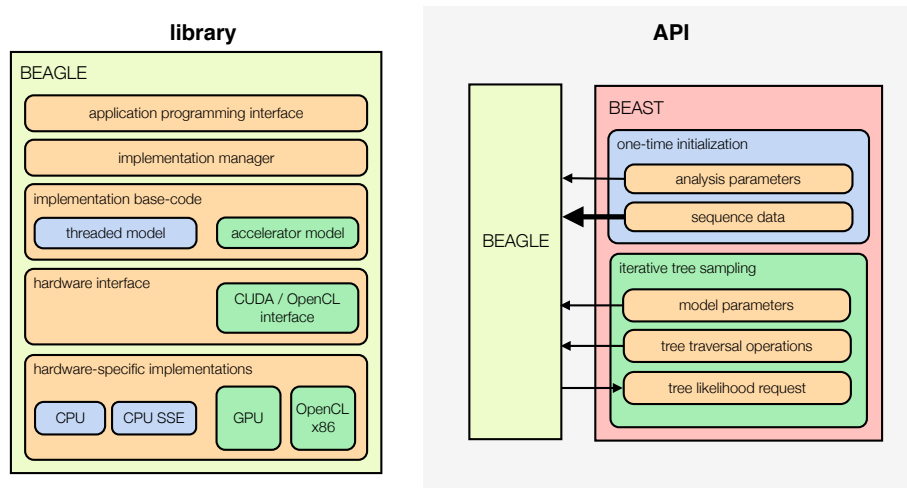 library
BEAGLE
application programming interface
implementation manager
implementation base-code
threaded model
accelerator model
hardware interface
CUDA / OpenCL
interface
hardware-specific implementations
CPU
CPU SSE
GPU
OpenCL
x86
API
BEAGLE
BEAST
one-time initialization
analysis parameters
sequence data
iterative tree sampling
model parameters
tree traversal operations
tree likelihood request